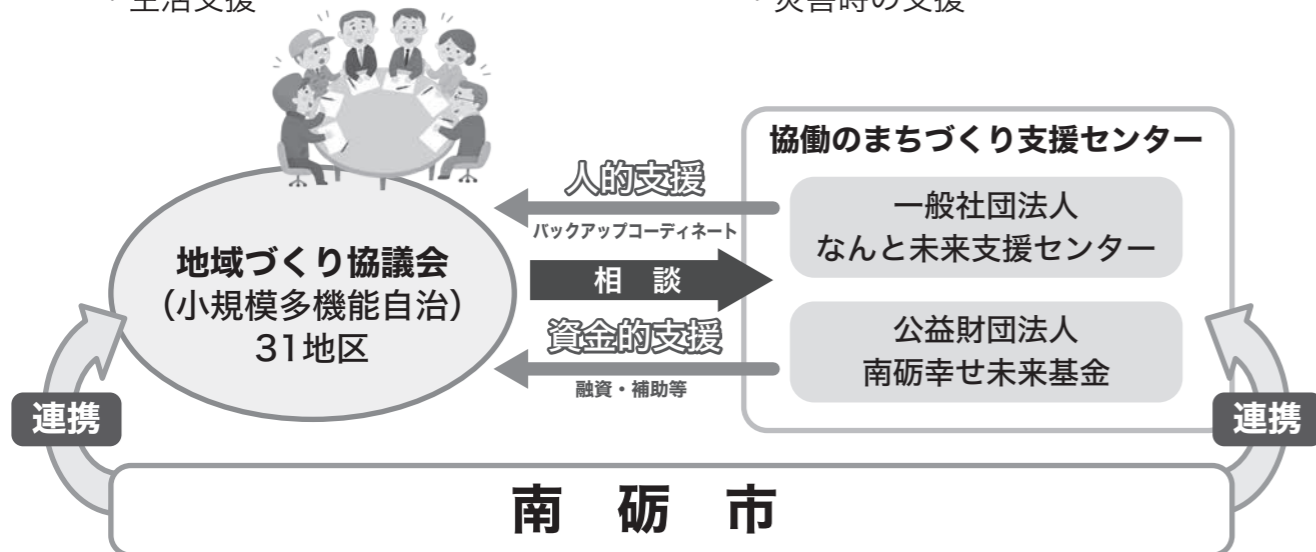 ・生活支援
・災害時の支援
協働のまちづくり支援センター
人的支援
バックアップコーディネート
一般社団法人
なんと未来支援センター
地域づくり協議会
（小規模多機能自治）
31地区
相　談
資金的支援
融資・補助等
公益財団法人
南砺幸せ未来基金
連携
連携
南　砺　市